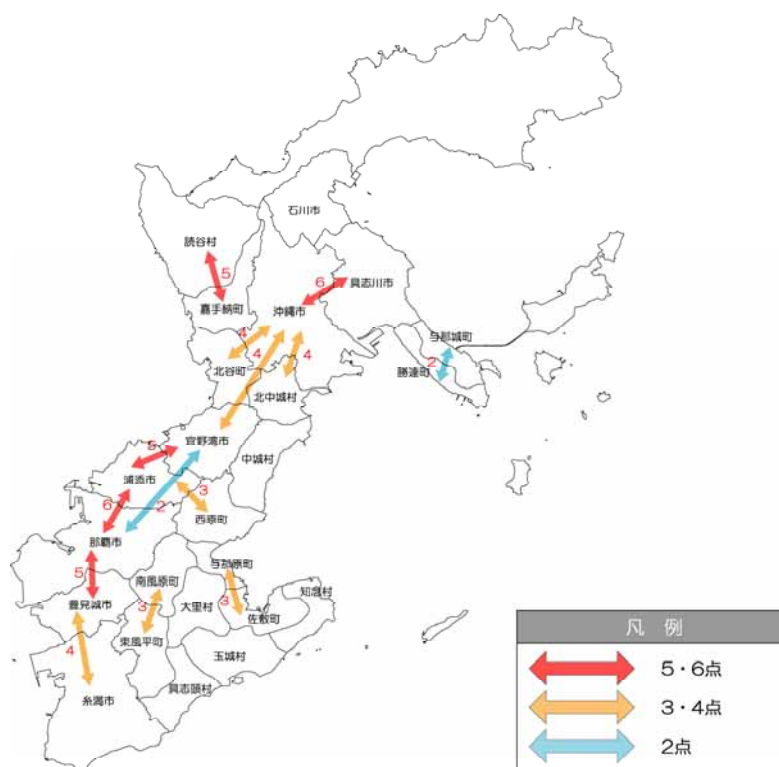 石川市
読谷村
5
6
具志川市
嘉手納町
沖縄市
4
4
4
与那城町
2
勝連町
北谷町
北中城村
宜野湾市
5
中城村
浦添市
3
6
2
西原町
那覇市
与那原町
5
南風原町
知念村
豊見城市
3
大里村
3
佐敷町
東風平町
4
玉城村
具志頭村
糸満市
凡 例
5・6点
3・4点
2点